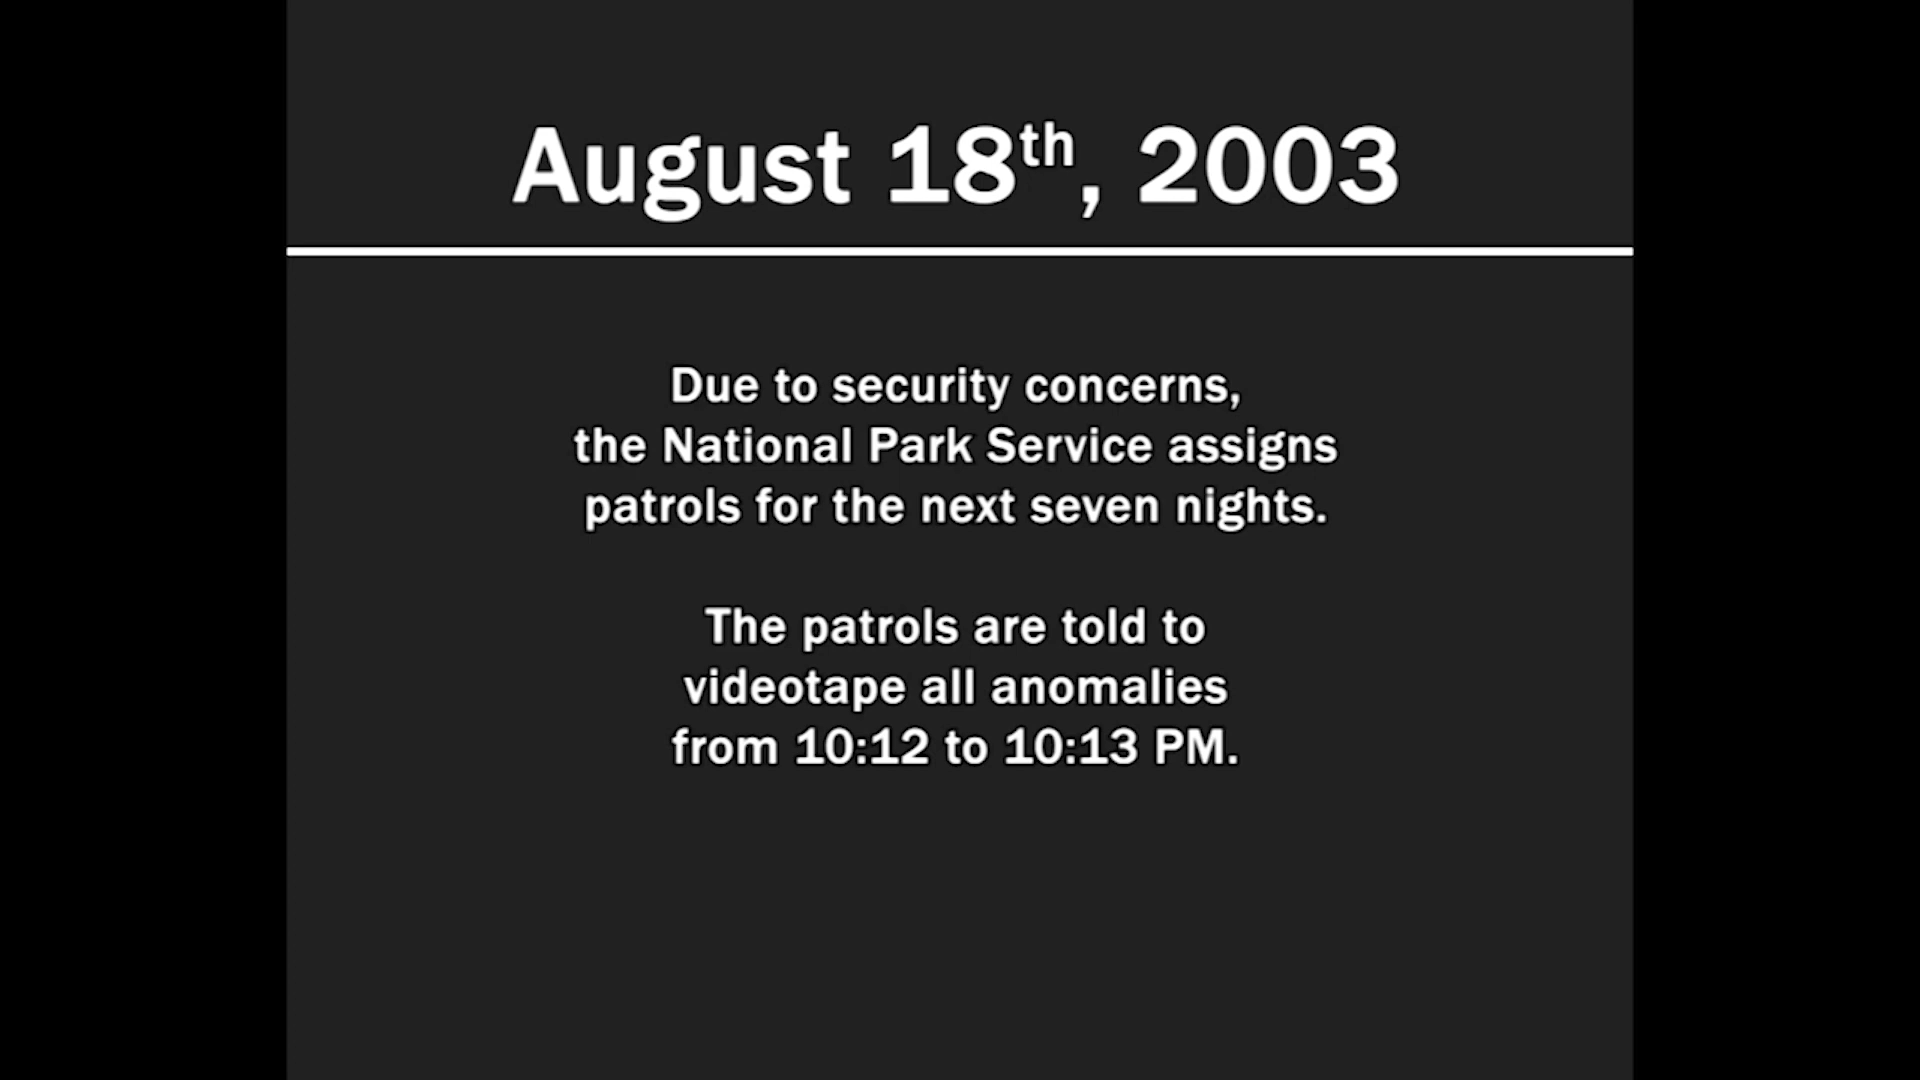 August 18th, 2003
Due to security concerns,
the National Park Service assigns
patrols for the next seven nights.
The patrols are told to
videotape all anomalies
from 10:12 to 10:13 PM.